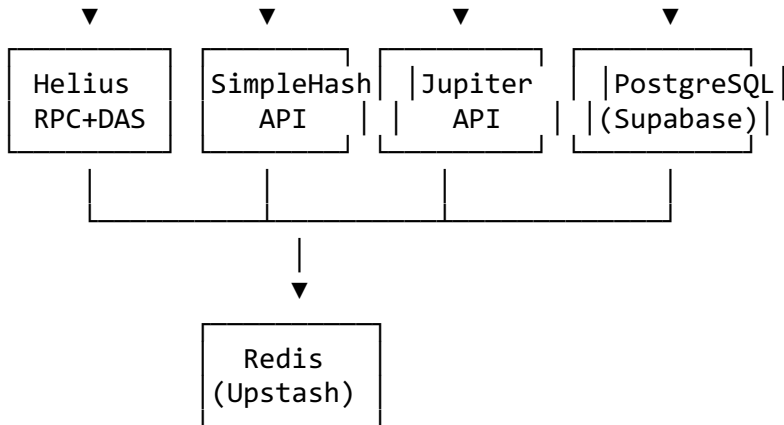 Helius SimpleHash Jupiter PostgreSQL
RPC+DAS API API (Supabase)
Redis
(Upstash)